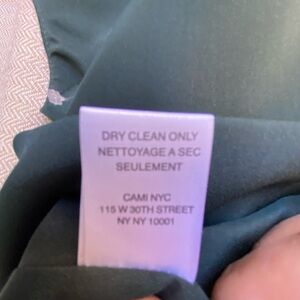 DRY CLEAN ONLY
NETTOYAGE A SEC
SEULEMENT
CAMI NYC
115 W 30TH STREET
NY NY 10001